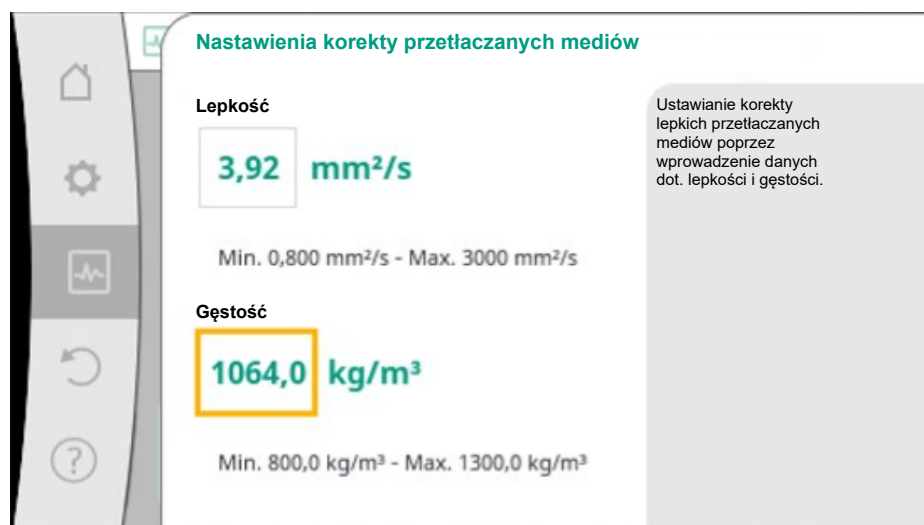 Nastawienia korekty przetłaczanych mediów
Lepkość
3,92 mm²/s
Min. 0,800 mm²/s - Max. 3000 mm²/s
Gęstość
1064,0 kg/m³
Min. 800,0 kg/m³ - Max. 1300,0 kg/m³
Ustawianie korekty
lepkich przetłaczanych
mediów poprzez
wprowadzenie danych
dot. lepkości i gęstości.
?